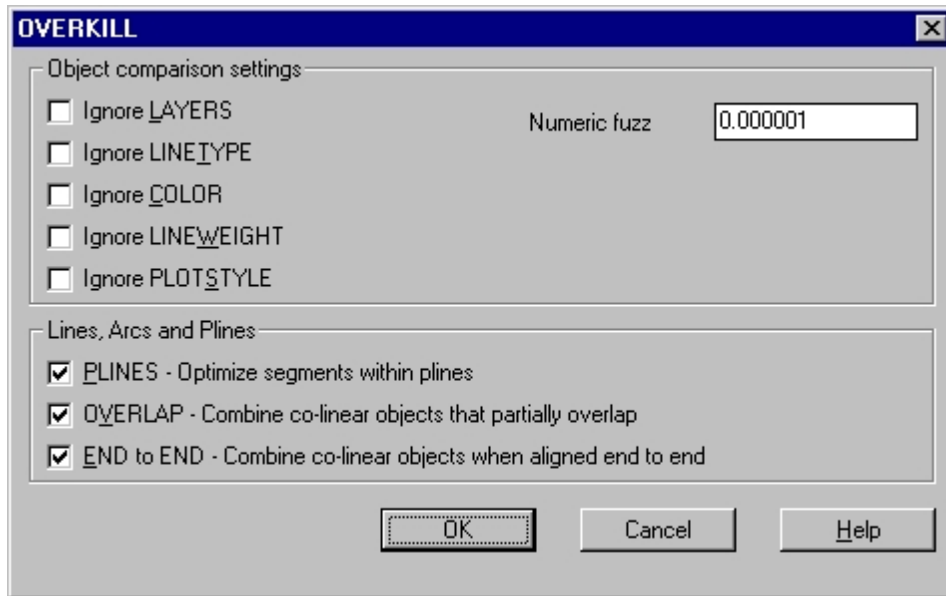 OVERKILL
Object comparison settings
Ignore LAYERS
Numeric fuzz 0.000001
Ignore LINETYPE
Ignore COLOR
Ignore LINEWEIGHT
Ignore PLOTSTYLE
Lines, Arcs and Plines
PLINES - Optimize segments within plines
OVERLAP - Combine co-linear objects that partially overlap
END to END - Combine co-linear objects when aligned end to end
OK Cancel Help